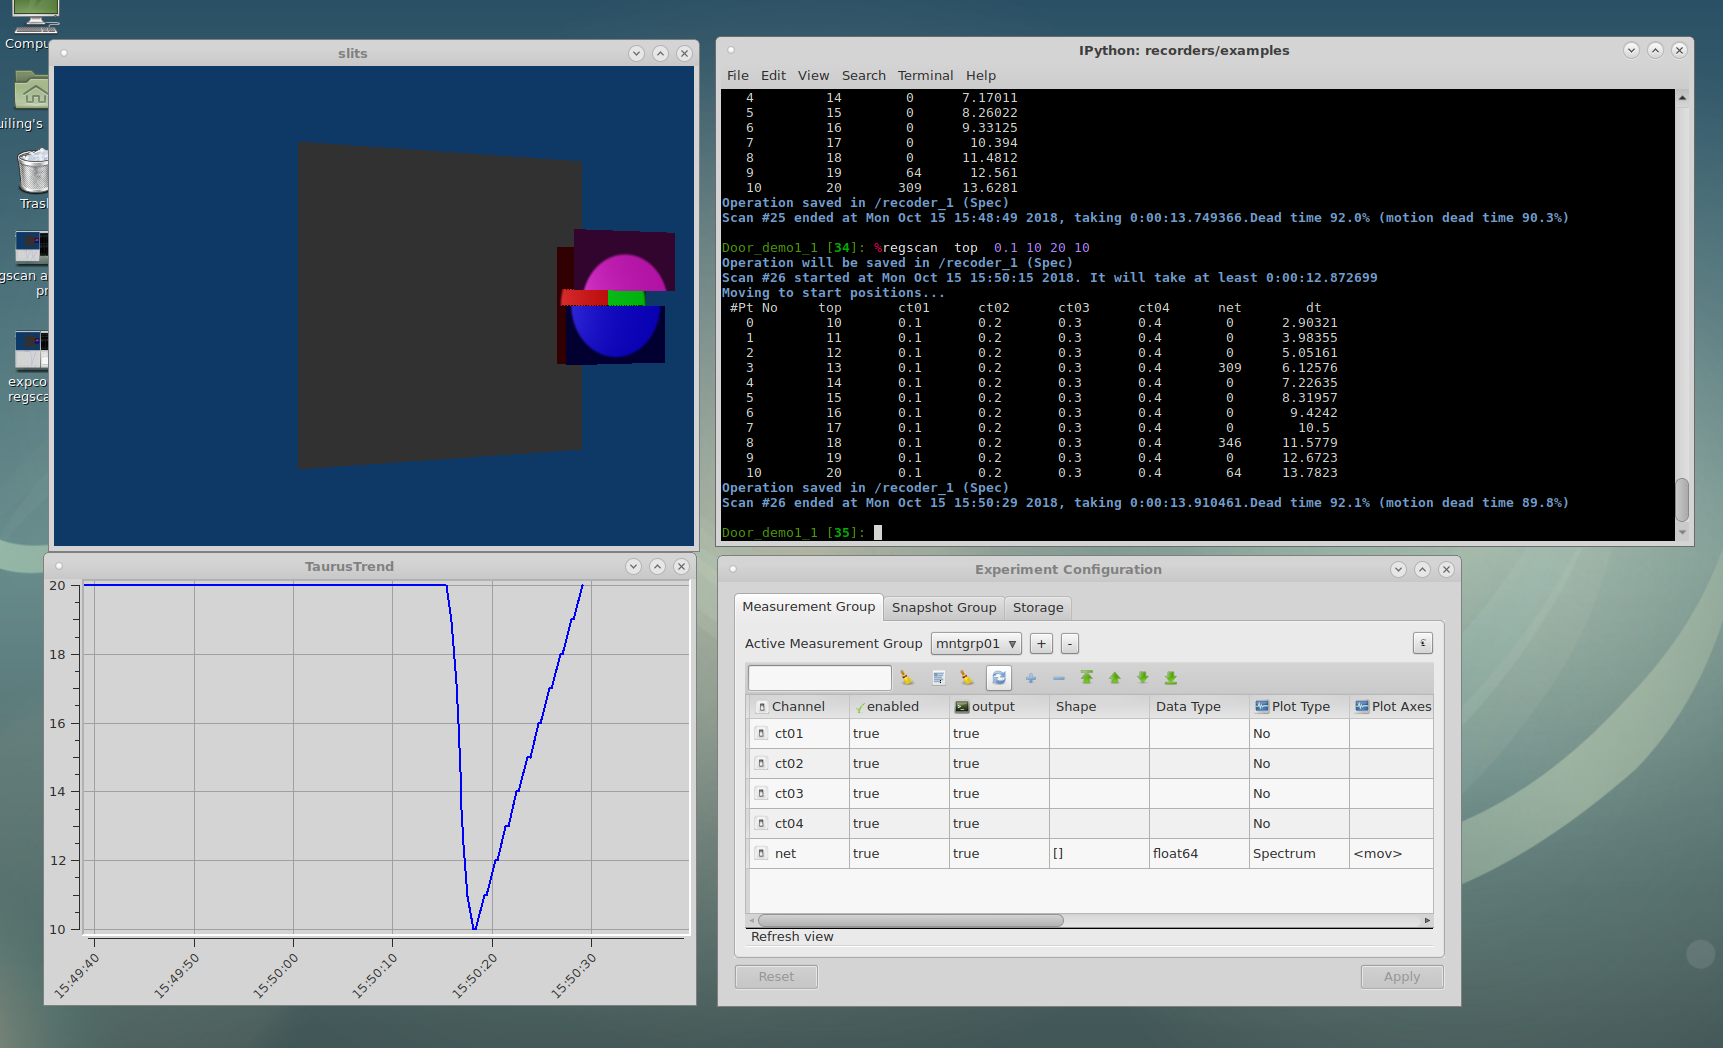 Compu
uiling's
Tras
gscan a
pr
expco
regsca
slits
IPython: recorders/examples
File Edit View Search Terminal Help
4 14 0 7.17011
5 15 0 8.26022
6 16 0 9.33125
7 17 0 10.394
8 18 0 11.4812
9 19 64 12.561
10 20 309 13.6281
Operation saved in /recoder_1 (Spec)
Scan #25 ended at Mon Oct 15 15:48:49 2018, taking 0:00:13.749366.Dead time 92.0% (motion dead time 90.3%)
Door_demo1_1 [34]: %regscan top 0.1 10 20 10
Operation will be saved in /recoder_1 (Spec)
Scan #26 started at Mon Oct 15 15:50:15 2018. It will take at least 0:00:12.872699
Moving to start positions...
#Pt No top ct01 ct02 ct03 ct04 net dt
0 10 0.1 0.2 0.3 0.4 0 2.90321
1 11 0.1 0.2 0.3 0.4 0 3.98355
2 12 0.1 0.2 0.3 0.4 0 5.05161
3 13 0.1 0.2 0.3 0.4 309 6.12576
4 14 0.1 0.2 0.3 0.4 0 7.22635
5 15 0.1 0.2 0.3 0.4 0 8.31957
6 16 0.1 0.2 0.3 0.4 0 9.4242
7 17 0.1 0.2 0.3 0.4 0 10.5
8 18 0.1 0.2 0.3 0.4 346 11.5779
9 19 0.1 0.2 0.3 0.4 0 12.6723
10 20 0.1 0.2 0.3 0.4 64 13.7823
Operation saved in /recoder_1 (Spec)
Scan #26 ended at Mon Oct 15 15:50:29 2018, taking 0:00:13.910461.Dead time 92.1% (motion dead time 89.8%)
Door_demo1_1 [35]:
TaurusTrend
20
18
16
14
12
10
15:49:40 15:49:50 15:50:00 15:50:10 15:50:20 15:50:30
Experiment Configuration
Measurement Group Snapshot Group Storage
Active Measurement Group mntgrp01 + -
Channel enabled output Shape Data Type Plot Type Plot Axes
ct01 true true No
ct02 true true No
ct03 true true No
ct04 true true No
net true true [] float64 Spectrum <mov>
Refresh view
Reset Apply